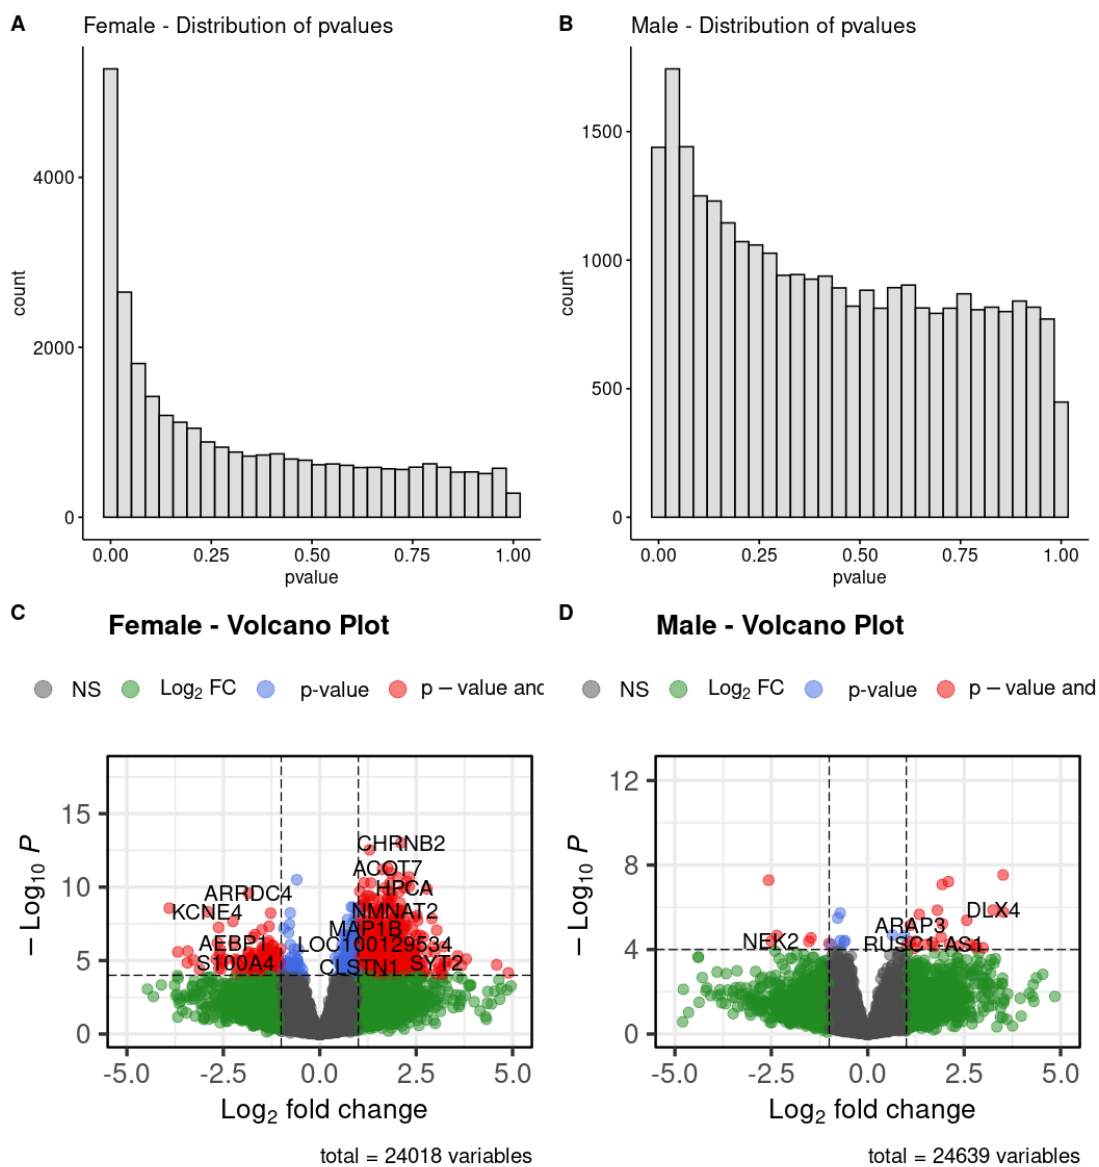 A Female - Distribution of pvalues
4000
2000
0
count
0.00 0.25 0.50 0.75 1.00
pvalue
B Male - Distribution of pvalues
1500
1000
500
0
count
0.00 0.25 0.50 0.75 1.00
pvalue
C Female - Volcano Plot
NS Log2 FC p-value p − value anc
15
10
5
0
− Log10 P
CHRNB2
ACOT7
ARRDC4
HPCA
KCNE4
NMNAT2
MAP1B
AEBP1
LOC100129534
S100A4
CLSTN1
SYT2
-5.0 -2.5 0.0 2.5 5.0
Log2 fold change
total = 24018 variables
D Male - Volcano Plot
NS Log2 FC p-value p − value and
12
8
4
0
− Log10 P
DLX4
ARAP3
NEK2
RUSC1-AS1
-5.0 -2.5 0.0 2.5 5.0
Log2 fold change
total = 24639 variables